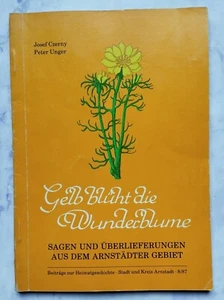 Josef Czerny
Peter Unger
Gelb blüht die
Wunderblume
SAGEN UND ÜBERLIEFERUNGEN
AUS DEM ARNSTÄDTER GEBIET
Beiträge zur Heimatgeschichte · Stadt und Kreis Arnstadt · 8/87